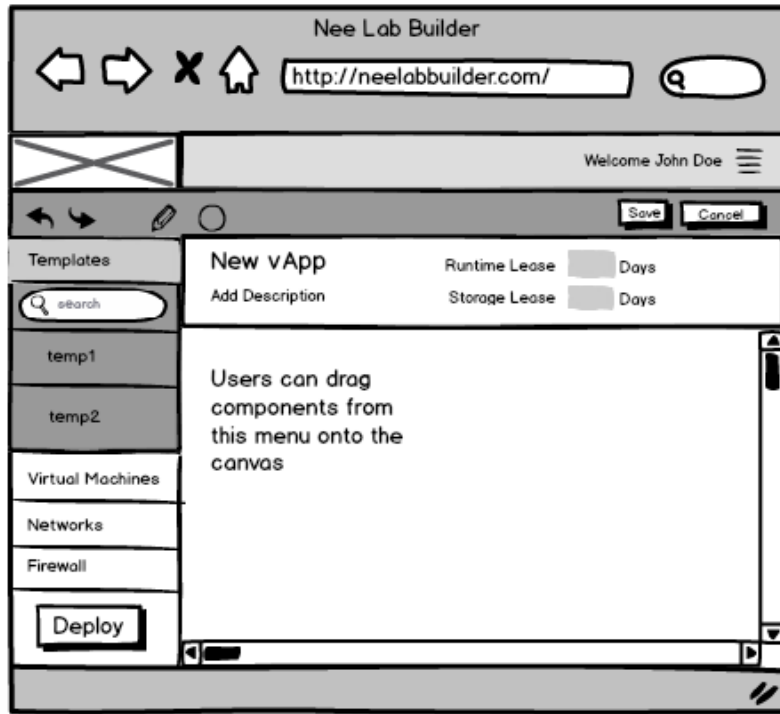 Nee Lab Builder
http://neelabbuilder.com/
Welcome John Doe
Save Cancel
Templates
search
temp1
temp2
Virtual Machines
Networks
Firewall
Deploy
New vApp
Add Description
Runtime Lease Days
Storage Lease Days
Users can drag
components from
this menu onto the
canvas